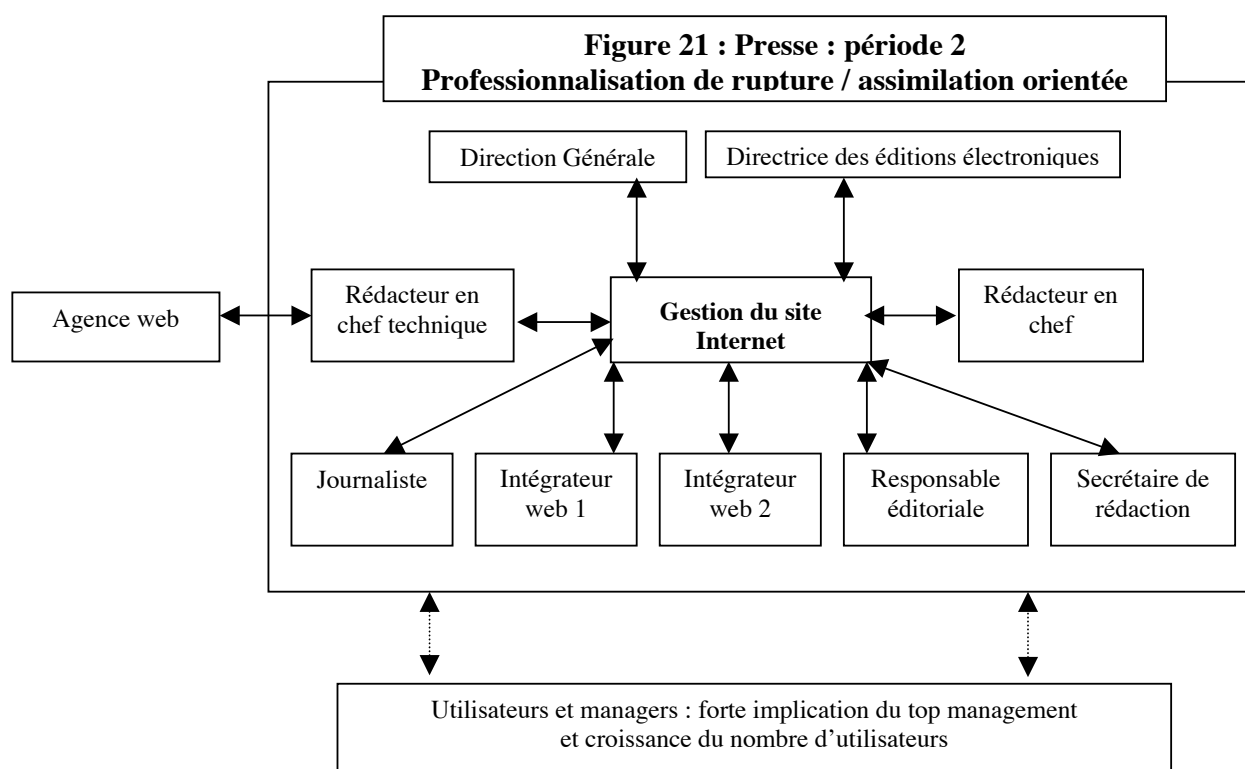 Figure 21 : Presse : période 2
Professionnalisation de rupture / assimilation orientée
Direction Générale
Directrice des éditions électroniques
Agence web
Rédacteur en
chef technique
Gestion du site
Internet
Rédacteur en
chef
Journaliste
Intégrateur
web 1
Intégrateur
web 2
Responsable
éditoriale
Secrétaire de
rédaction
Utilisateurs et managers : forte implication du top management
et croissance du nombre d’utilisateurs